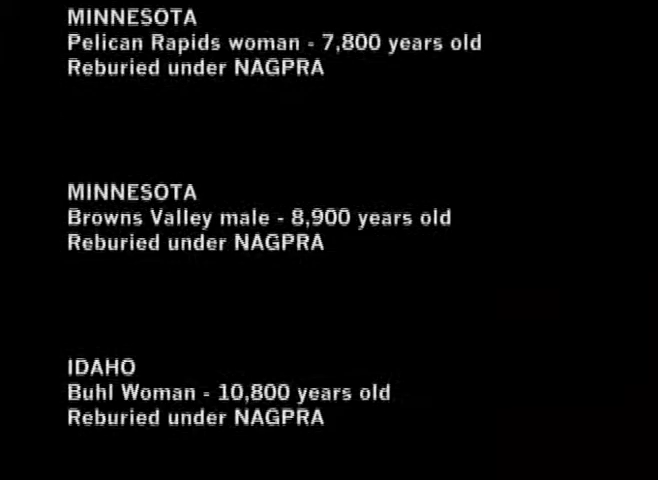 MINNESOTA
Pelican Rapids woman - 7,800 years old
Reburied under NAGPRA
MINNESOTA
Browns Valley male - 8,900 years old
Reburied under NAGPRA
IDAHO
Buhl Woman - 10,800 years old
Reburied under NAGPRA